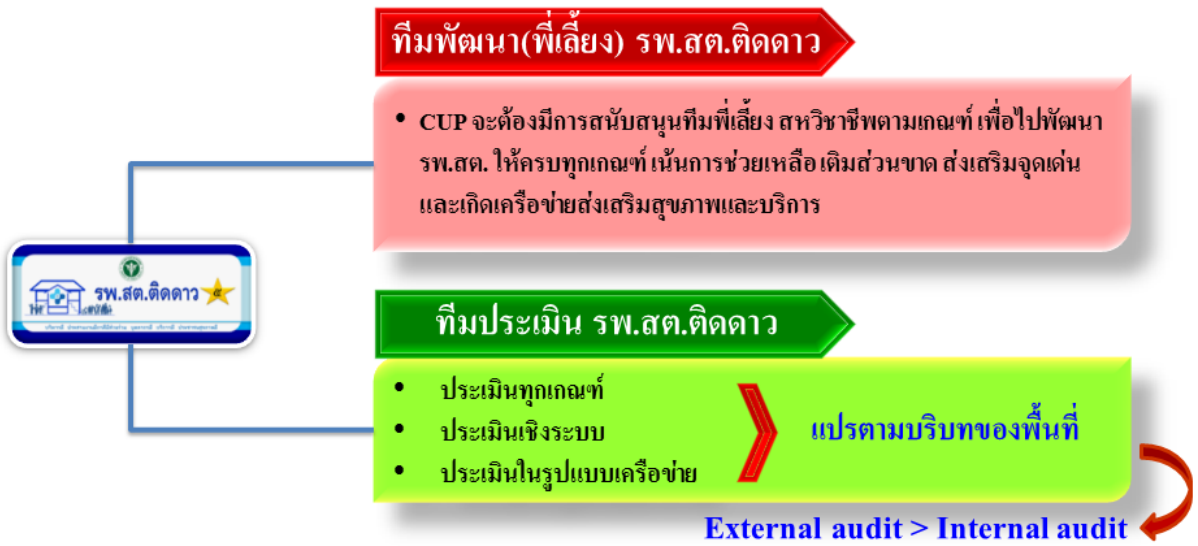 ทีมพัฒนา(พี่เลี้ยง) รพ.สต.ติดดาว
• CUP จะต้องมีการสนับสนุนทีมพี่เลี้ยง สหวิชาชีพตามเกณฑ์ เพื่อไปพัฒนา
รพ.สต. ให้ครบทุกเกณฑ์ เน้นการช่วยเหลือ เติมส่วนขาด ส่งเสริมจุดเด่น
และเกิดเครือข่ายส่งเสริมสุขภาพและบริการ
รพ.สต.ติดดาว ๕
ทีมประเมิน รพ.สต.ติดดาว
• ประเมินทุกเกณฑ์
• ประเมินเชิงระบบ
• ประเมินในรูปแบบเครือข่าย
แปรตามบริบทของพื้นที่
External audit > Internal audit